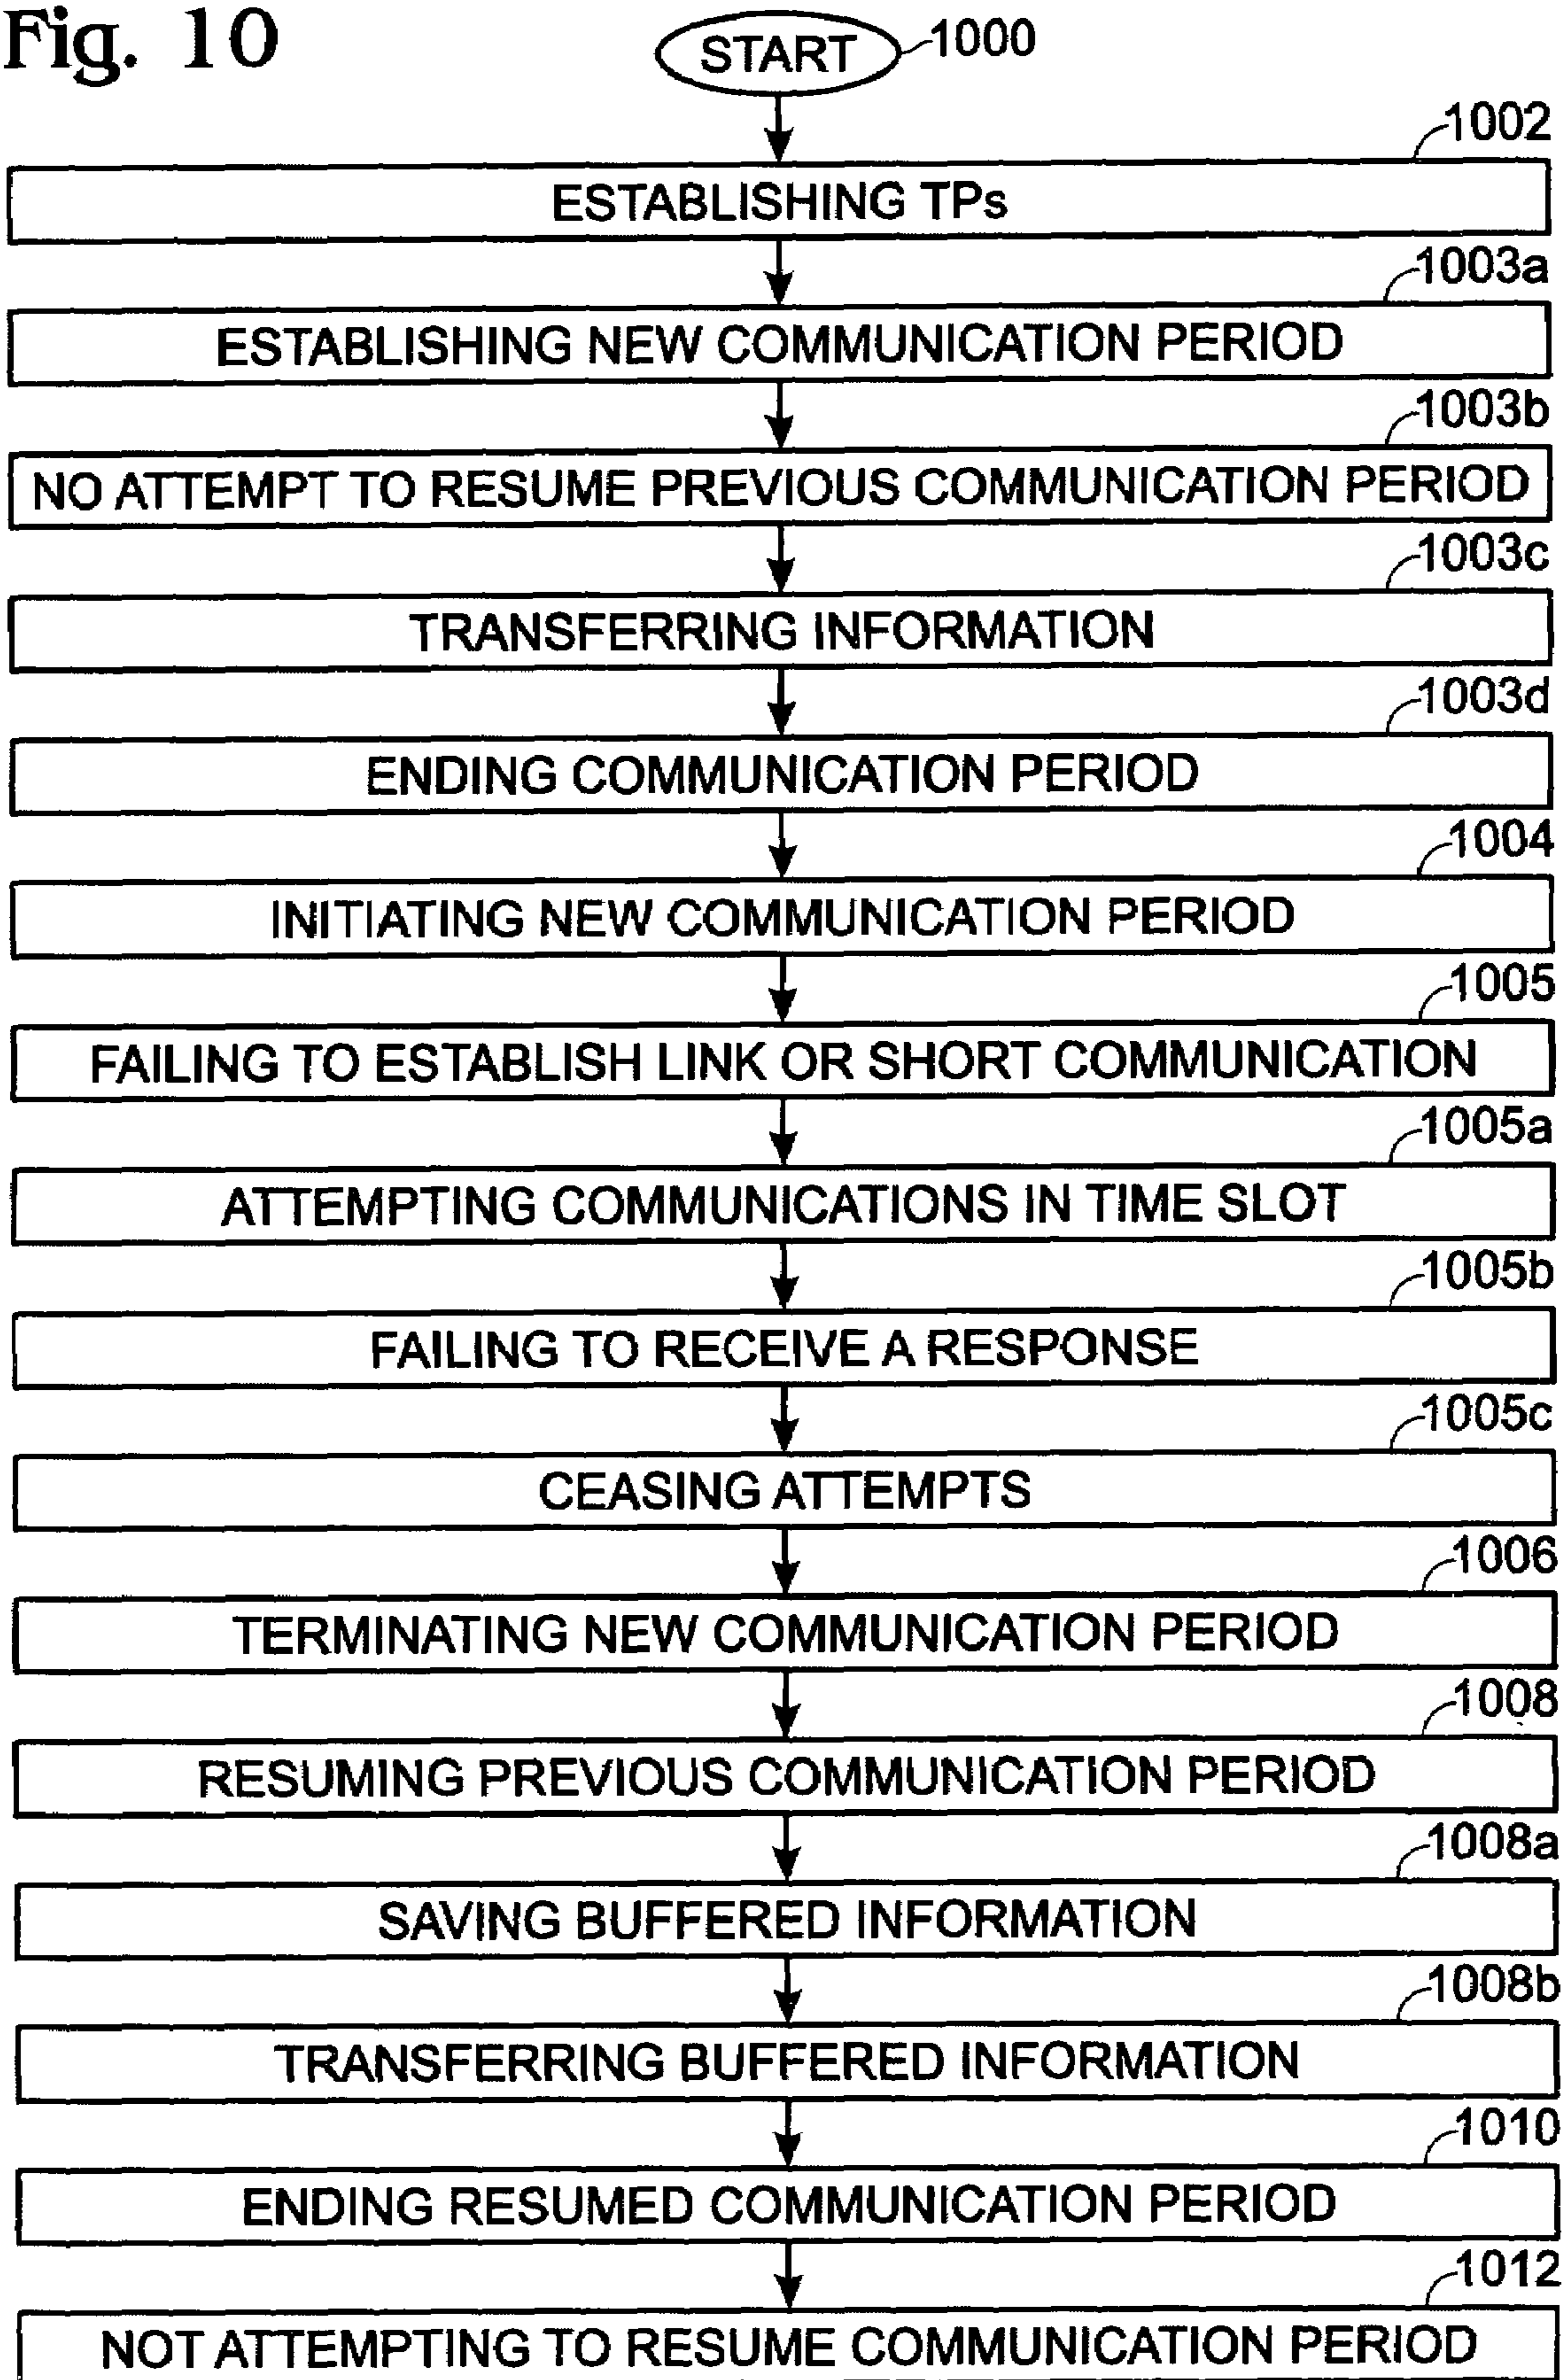 Fig. 10
START
1000
1002
ESTABLISHING TPs
1003a
ESTABLISHING NEW COMMUNICATION PERIOD
1003b
NO ATTEMPT TO RESUME PREVIOUS COMMUNICATION PERIOD
1003c
TRANSFERRING INFORMATION
1003d
ENDING COMMUNICATION PERIOD
1004
INITIATING NEW COMMUNICATION PERIOD
1005
FAILING TO ESTABLISH LINK OR SHORT COMMUNICATION
1005a
ATTEMPTING COMMUNICATIONS IN TIME SLOT
1005b
FAILING TO RECEIVE A RESPONSE
1005c
CEASING ATTEMPTS
1006
TERMINATING NEW COMMUNICATION PERIOD
1008
RESUMING PREVIOUS COMMUNICATION PERIOD
1008a
SAVING BUFFERED INFORMATION
1008b
TRANSFERRING BUFFERED INFORMATION
1010
ENDING RESUMED COMMUNICATION PERIOD
1012
NOT ATTEMPTING TO RESUME COMMUNICATION PERIOD